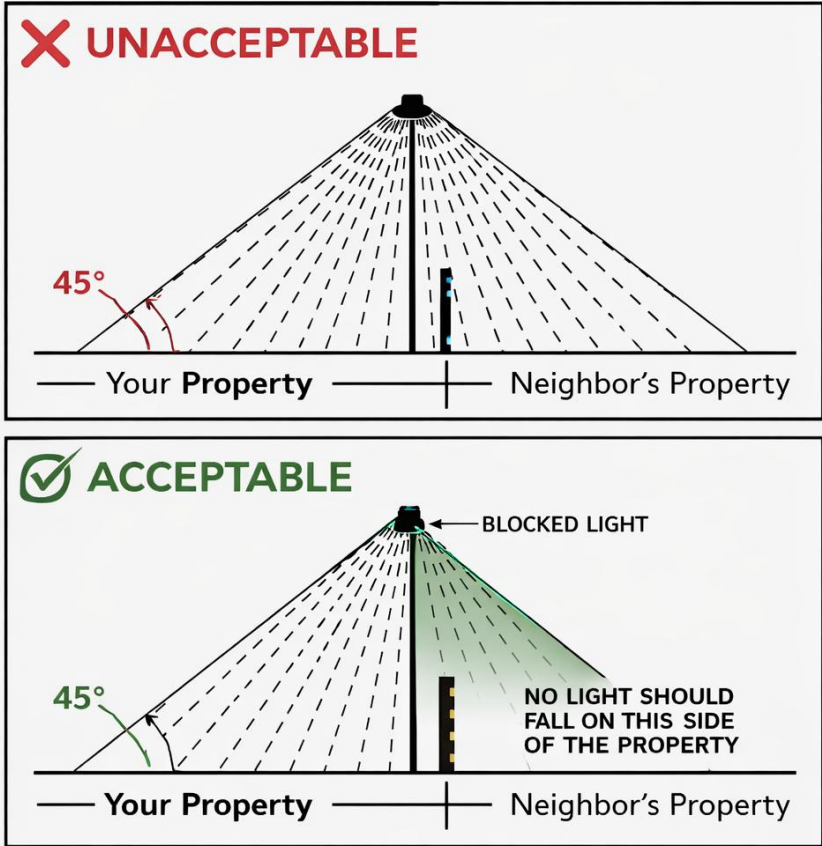 UNACCEPTABLE
45°
Your Property
Neighbor's Property
ACCEPTABLE
BLOCKED LIGHT
45°
NO LIGHT SHOULD
FALL ON THIS SIDE
OF THE PROPERTY
Your Property
Neighbor's Property